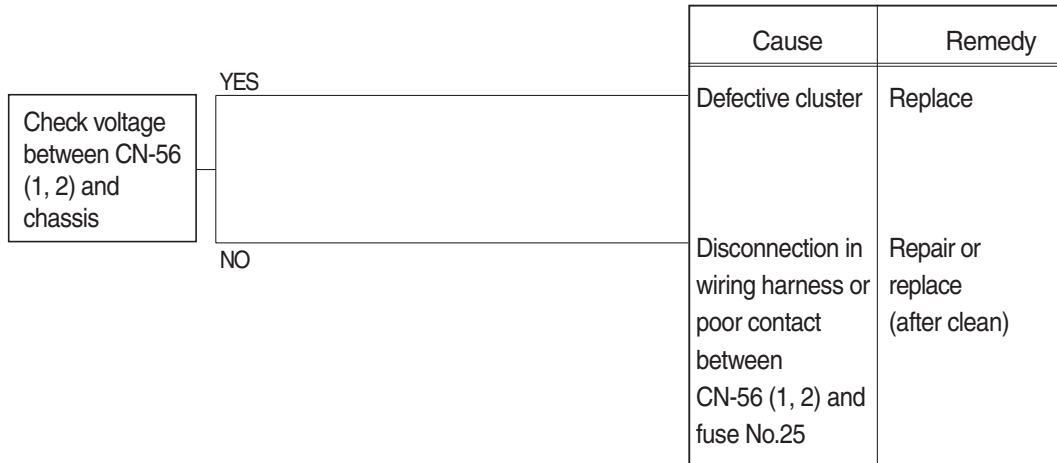 Cause
Remedy
YES
Defective cluster
Replace
Check voltage
between CN-56
(1, 2) and
chassis
NO
Disconnection in
wiring harness or
poor contact
between
CN-56 (1, 2) and
fuse No.25
Repair or
replace
(after clean)